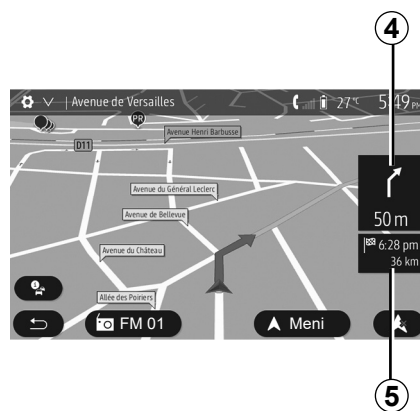 4
| Avenue de Versailles
27 °C
5:49 PM
PR
Avenue Henri Barbusse
D11
Avenue du Général Leclerc
50 m
Avenue de Bellevue
6:28 pm
36 km
Avenue du Château
Allée des Poiriers
FM 01
Meni
5